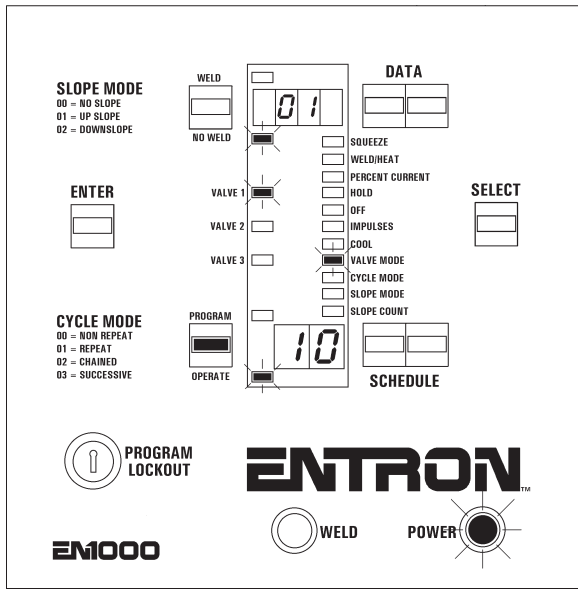 SLOPE MODE
00 = NO SLOPE
01 = UP SLOPE
02 = DOWNSLOPE
WELD
NO WELD
01
DATA
SQUEEZE
WELD/HEAT
PERCENT CURRENT
HOLD
OFF
IMPULSES
COOL
VALVE MODE
CYCLE MODE
SLOPE MODE
SLOPE COUNT
ENTER
VALVE 1
VALVE 2
VALVE 3
SELECT
CYCLE MODE
00 = NON REPEAT
01 = REPEAT
02 = CHAINED
03 = SUCCESSIVE
PROGRAM
OPERATE
10
SCHEDULE
PROGRAM
LOCKOUT
ENTRON™
WELD
POWER
EN1000